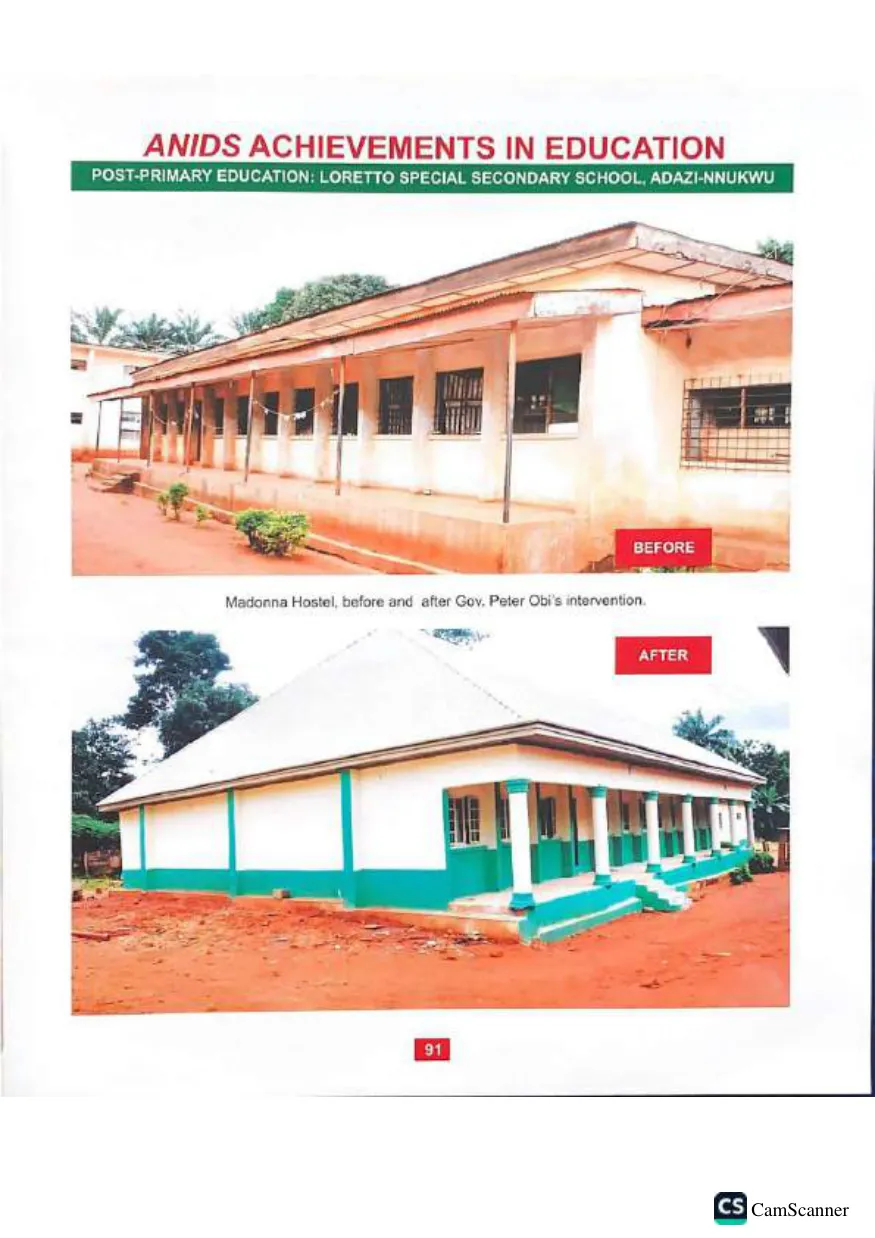 ANIDS ACHIEVEMENTS IN EDUCATION
POST-PRIMARY EDUCATION: LORETTO SPECIAL SECONDARY SCHOOL, ADAZI-NNUKWU
BEFORE
Madonna Hostel, before and after Gov. Peter Obi's intervention.
AFTER
91
CS CamScanner